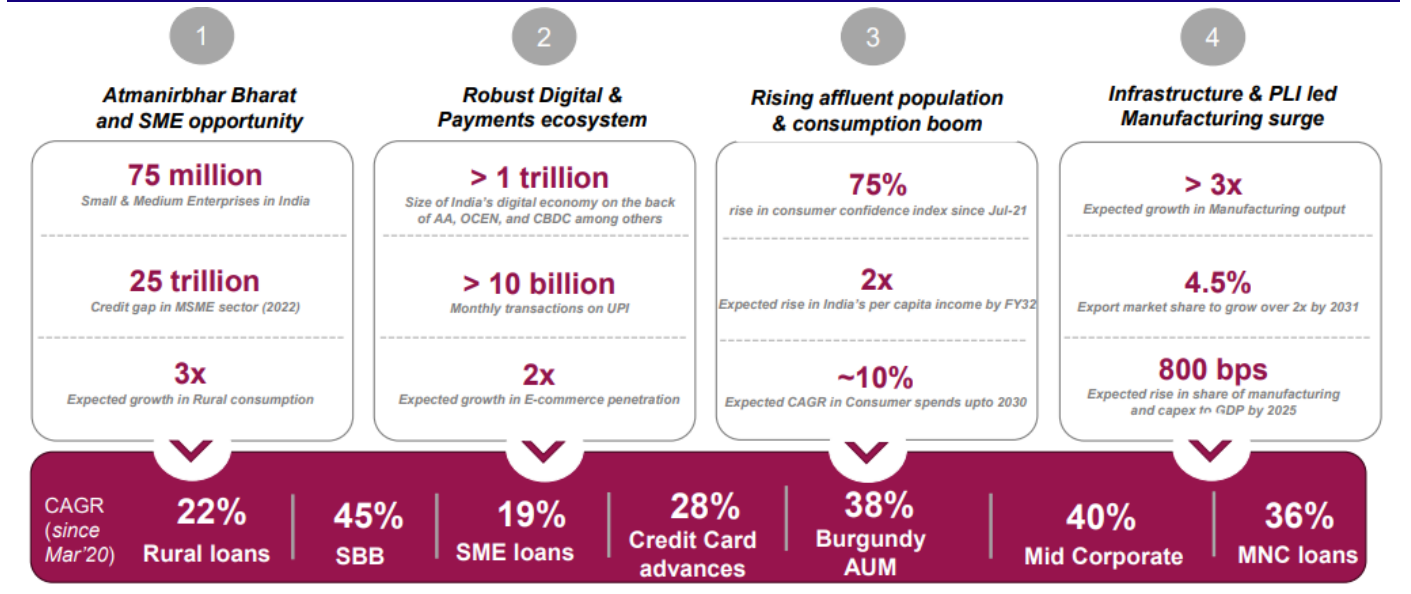 1
Atmanirbhar Bharat
and SME opportunity
75 million
Small & Medium Enterprises in India
25 trillion
Credit gap in MSME sector (2022)
3x
Expected growth in Rural consumption
2
Robust Digital &
Payments ecosystem
> 1 trillion
Size of India's digital economy on the back
of AA, OCEN, and CBDC among others
> 10 billion
Monthly transactions on UPI
2x
Expected growth in E-commerce penetration
3
Rising affluent population
& consumption boom
75%
rise in consumer confidence index since Jul-21
2x
Expected rise in India's per capita income by FY32
~10%
Expected CAGR in Consumer spends upto 2030
4
Infrastructure & PLI led
Manufacturing surge
> 3x
Expected growth in Manufacturing output
4.5%
Export market share to grow over 2x by 2031
800 bps
Expected rise in share of manufacturing
and capex to GDP by 2025
CAGR
(since
Mar'20)
22%
Rural loans
45%
SBB
19%
SME loans
28%
Credit Card
advances
38%
Burgundy
AUM
40%
Mid Corporate
36%
MNC loans